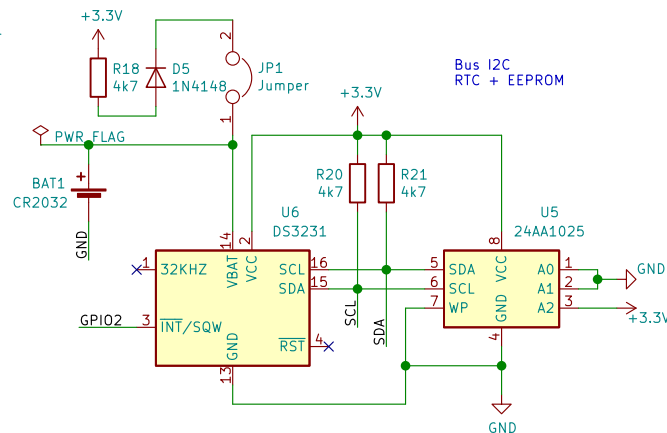 +3.3V
2
R18
4k7
D5
1N4148
JP1
Jumper
1
Bus I2C
RTC + EEPROM
+3.3V
PWR_FLAG
BAT1
CR2032
+
GND
R20
4k7
R21
4k7
U6
DS3231
U5
24AA1025
14
2
8
1
32KHZ
VBAT
VCC
SCL
16
SDA
15
5
SDA
6
SCL
7
WP
VCC
GND
A0
1
A1
2
A2
3
GND
+3.3V
GPIO2
3
INT/SQW
GND
RST
4
SCL
SDA
4
13
GND